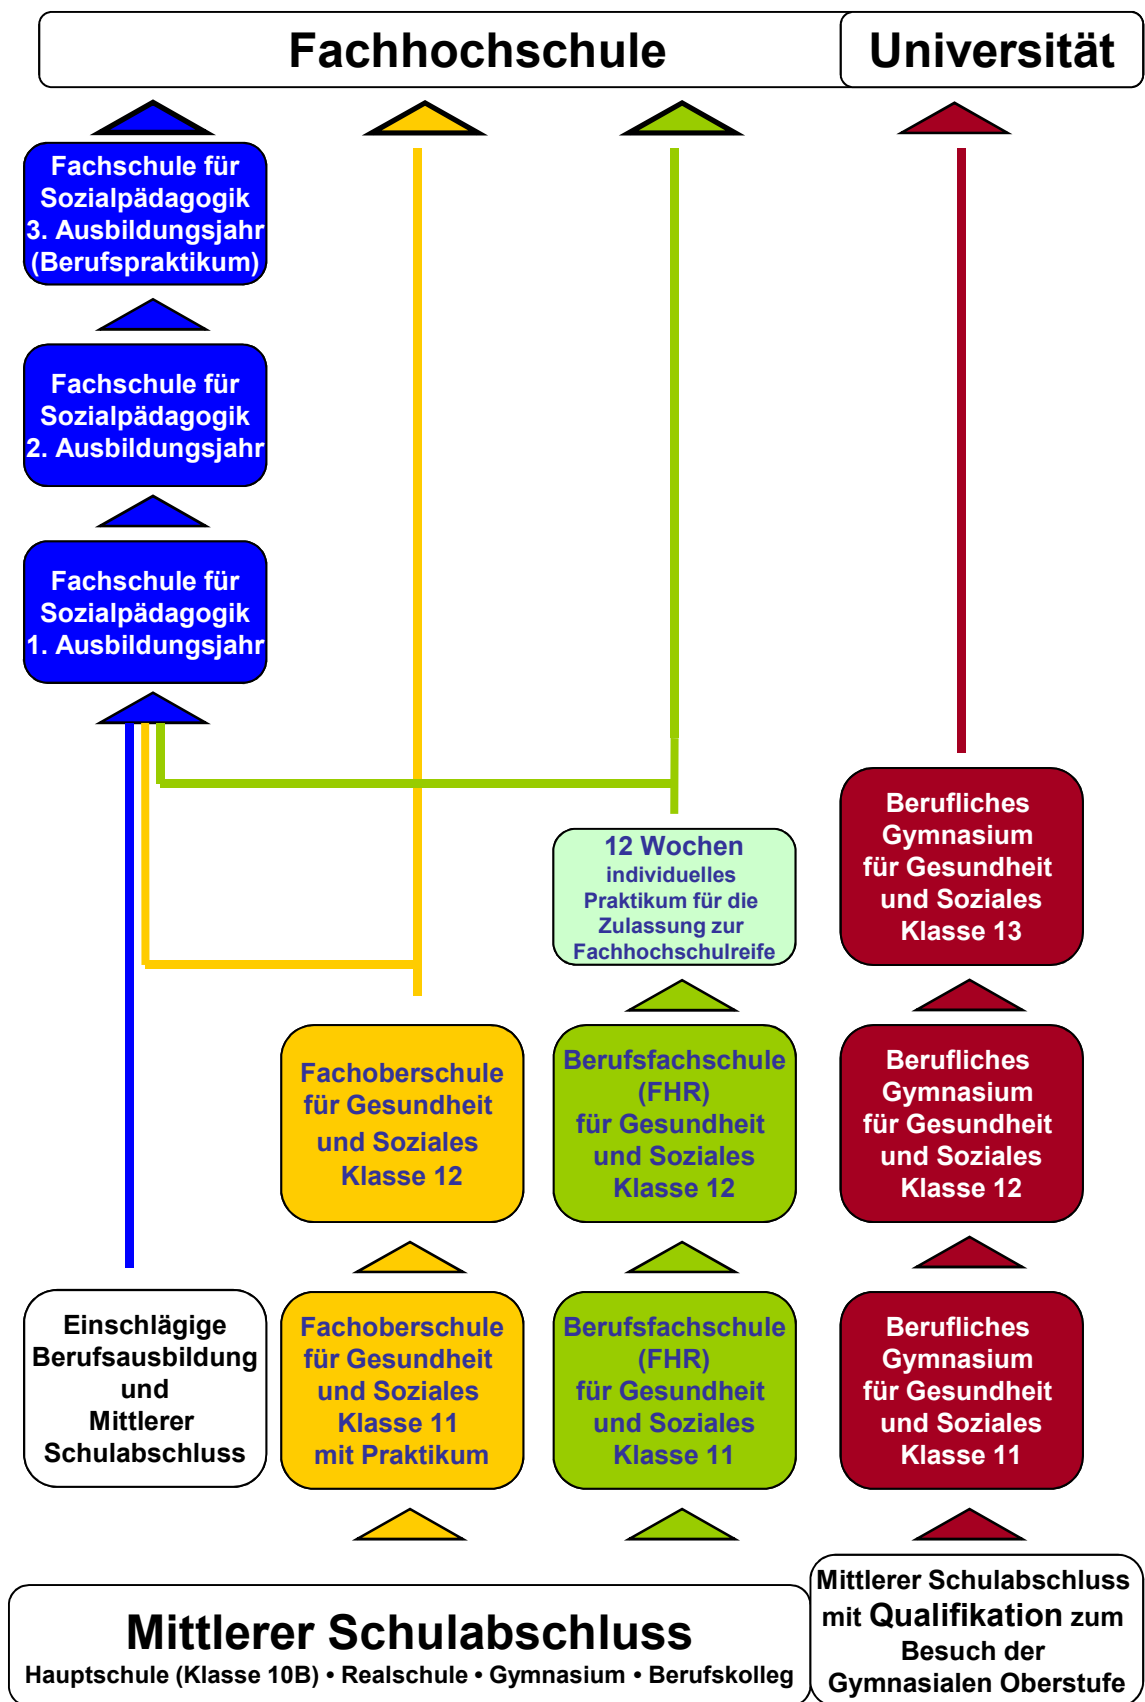 Fachhochschule
Universität
Fachschule für
Sozialpädagogik
3. Ausbildungsjahr
(Berufspraktikum)
Fachschule für
Sozialpädagogik
2. Ausbildungsjahr
Fachschule für
Sozialpädagogik
1. Ausbildungsjahr
12 Wochen
individuelles
Praktikum für die
Zulassung zur
Fachhochschulreife
Berufliches
Gymnasium
für Gesundheit
und Soziales
Klasse 13
Fachoberschule
für Gesundheit
und Soziales
Klasse 12
Berufsfachschule
(FHR)
für Gesundheit
und Soziales
Klasse 12
Berufliches
Gymnasium
für Gesundheit
und Soziales
Klasse 12
Einschlägige
Berufsausbildung
und
Mittlerer
Schulabschluss
Fachoberschule
für Gesundheit
und Soziales
Klasse 11
mit Praktikum
Berufsfachschule
(FHR)
für Gesundheit
und Soziales
Klasse 11
Berufliches
Gymnasium
für Gesundheit
und Soziales
Klasse 11
Mittlerer Schulabschluss
Hauptschule (Klasse 10B) • Realschule • Gymnasium • Berufskolleg
Mittlerer Schulabschluss
mit Qualifikation zum
Besuch der
Gymnasialen Oberstufe